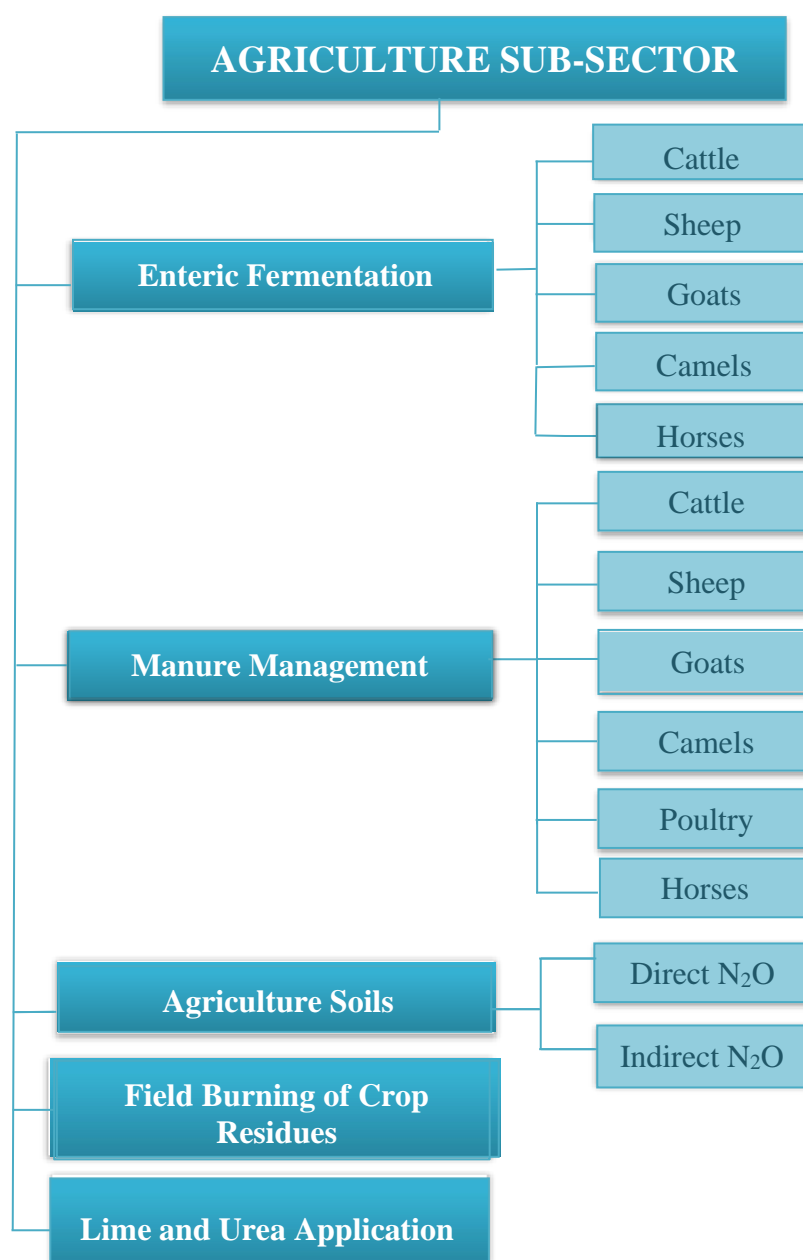 AGRICULTURE SUB-SECTOR
Enteric Fermentation
Cattle
Sheep
Goats
Camels
Horses
Manure Management
Cattle
Sheep
Goats
Camels
Poultry
Horses
Agriculture Soils
Direct N₂O
Indirect N₂O
Field Burning of Crop
Residues
Lime and Urea Application